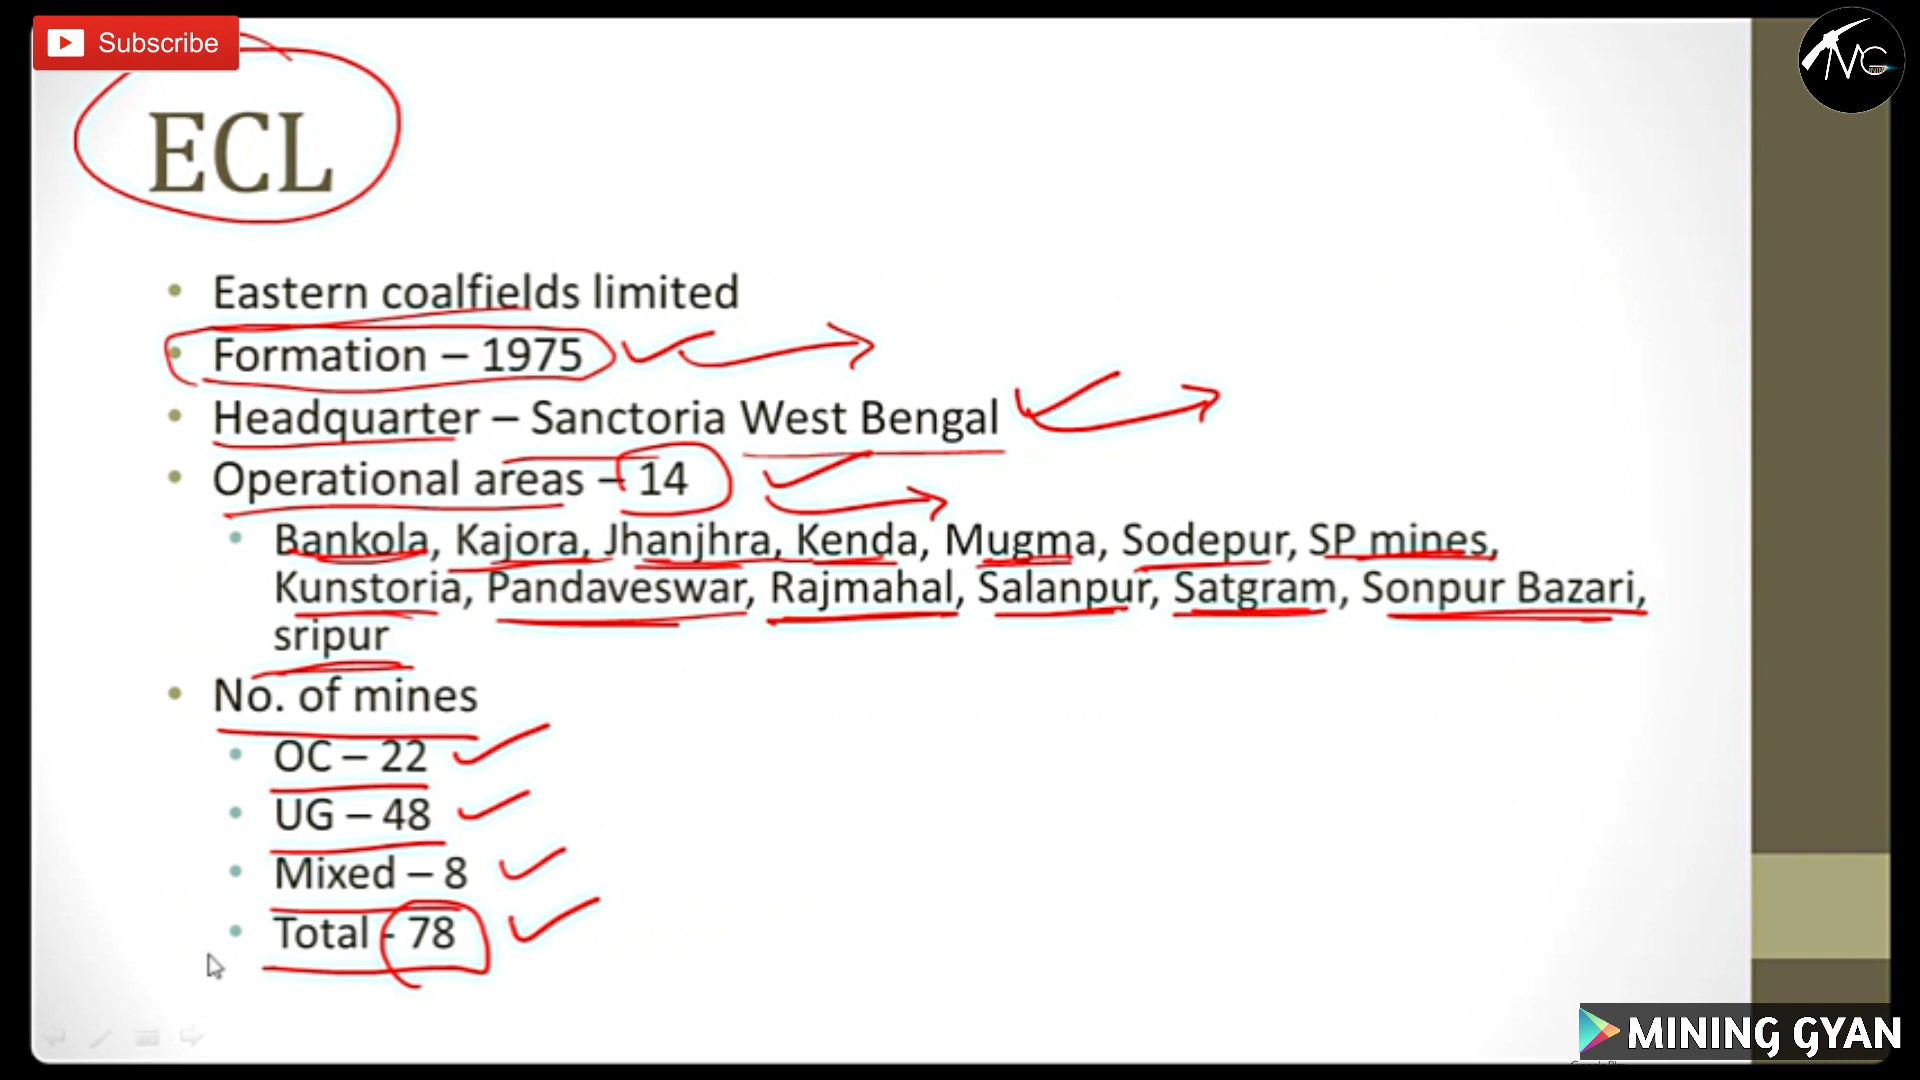 Subscribe
ECL
Eastern coalfields limited
Formation – 1975
Headquarter – Sanctoria West Bengal
Operational areas – 14
Bankola, Kajora, Jhanjhra, Kenda, Mugma, Sodepur, SP mines,
Kunstoria, Pandaveswar, Rajmahal, Salanpur, Satgram, Sonpur Bazari,
sripur
No. of mines
OC – 22
UG – 48
Mixed – 8
Total - 78
MINING GYAN